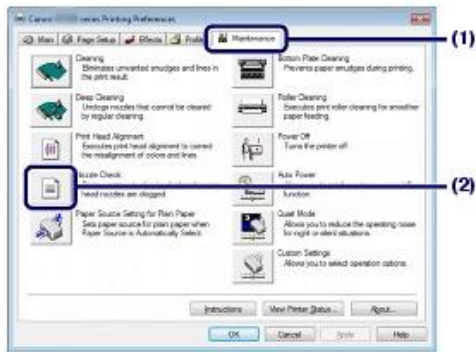 Canon series Printing Preferences
Main Page Setup Effects Profiles Maintenance
(1)
Cleaning
Eliminates unwanted smudges and lines in
the print result.
Bottom Plate Cleaning
Prevents paper smudges during printing.
Deep Cleaning
Unclogs nozzles that cannot be cleared
by regular cleaning.
Roller Cleaning
Executes print roller cleaning for smoother
paper feeding.
Print Head Alignment
Executes print head alignment to correct
the misalignment of colors and lines.
Power Off
Turns the printer off.
Nozzle Check
head nozzles are clogged.
Auto Power
function.
(2)
Paper Source Setting for Plain Paper
Sets paper source for plain paper when
Paper Source is Automatically Select.
Quiet Mode
Allows you to reduce the operating noise
for night or silent situations.
Custom Settings
Allows you to select operation options.
Instructions View Printer Status... About...
OK Cancel Apply Help